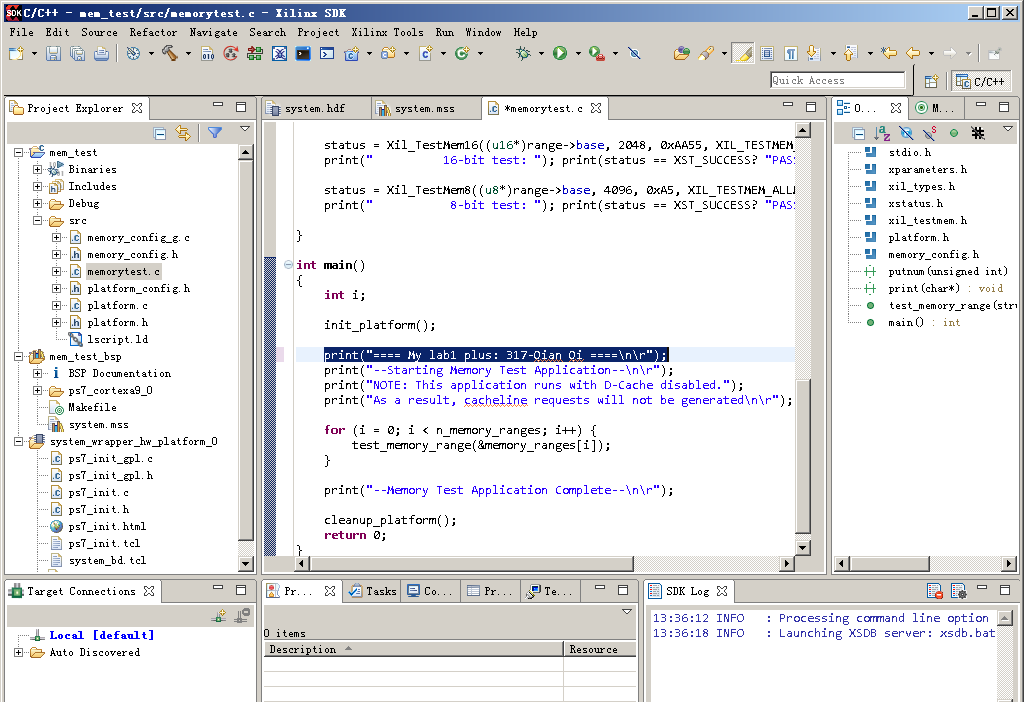 SDK C/C++ - mem_test/src/memorytest.c - Xilinx SDK
File Edit Source Refactor Navigate Search Project Xilinx Tools Run Window Help
Quick Access
C/C++
Project Explorer
mem_test
Binaries
Includes
Debug
src
memory_config_g.c
memory_config.h
memorytest.c
platform_config.h
platform.c
platform.h
lscript.ld
mem_test_bsp
BSP Documentation
ps7_cortexa9_0
Makefile
system.mss
system_wrapper_hw_platform_0
ps7_init_gpl.c
ps7_init_gpl.h
ps7_init.c
ps7_init.h
ps7_init.html
ps7_init.tcl
system_bd.tcl
system.hdf system.mss *memorytest.c
status = Xil_TestMem16((u16*)range->base, 2048, 0xAA55, XIL_TESTMEM_
print("          16-bit test: "); print(status == XST_SUCCESS? "PAS
status = Xil_TestMem8((u8*)range->base, 4096, 0xA5, XIL_TESTMEM_ALL
print("           8-bit test: "); print(status == XST_SUCCESS? "PAS
}
int main()
{
int i;
init_platform();
print("==== My lab1 plus: 317-Qian Qi ====\n\r");
print("--Starting Memory Test Application--\n\r");
print("NOTE: This application runs with D-Cache disabled.");
print("As a result, cacheline requests will not be generated\n\r");
for (i = 0; i < n_memory_ranges; i++) {
test_memory_range(&memory_ranges[i]);
}
print("--Memory Test Application Complete--\n\r");
cleanup_platform();
return 0;
}
O... M...
stdio.h
xparameters.h
xil_types.h
xstatus.h
xil_testmem.h
platform.h
memory_config.h
putnum(unsigned int)
print(char*) : void
test_memory_range(stru
main() : int
Target Connections
Local [default]
Auto Discovered
Pr... Tasks Co... Pr... Te...
0 items
Description Resource
SDK Log
13:36:12 INFO : Processing command line option
13:36:18 INFO : Launching XSDB server: xsdb.bat